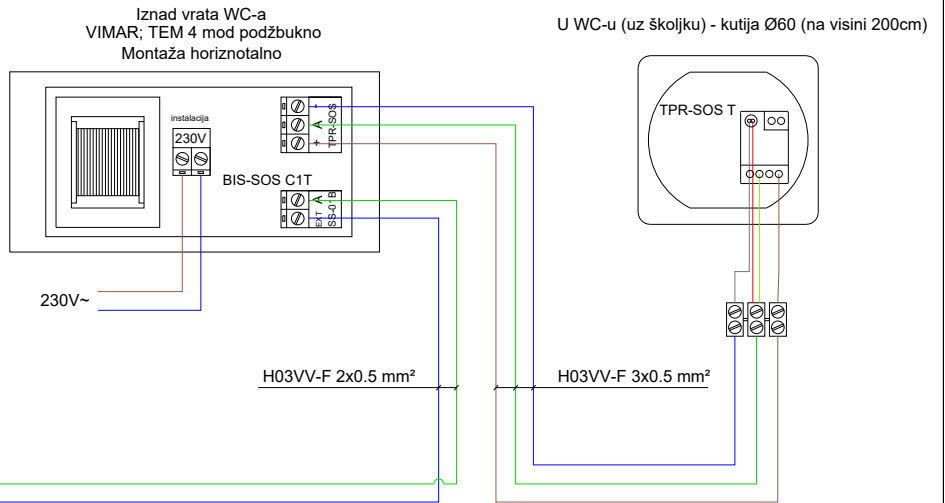 Iznad vrata WC-a
VIMAR; TEM 4 mod podžbukno
Montaža horiznotalno
U WC-u (uz školjku) - kutija Ø60 (na visini 200cm)
instalacija
230V
-
A
+
TPR-SOS
BIS-SOS C1T
A
EXT
SS-01B
TPR-SOS T
230V~
H03VV-F 2x0.5 mm²
H03VV-F 3x0.5 mm²